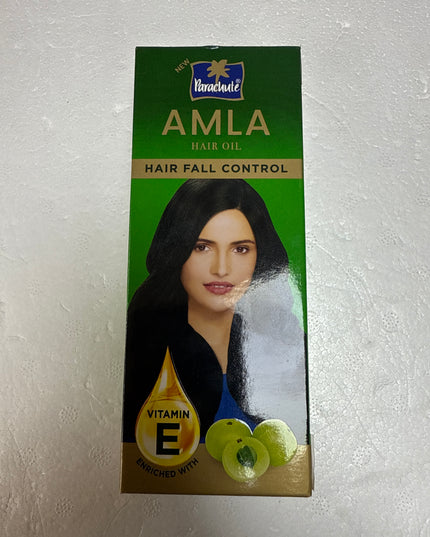 NEW
Parachute®
AMLA
HAIR OIL
HAIR FALL CONTROL
VITAMIN
E
ENRICHED WITH